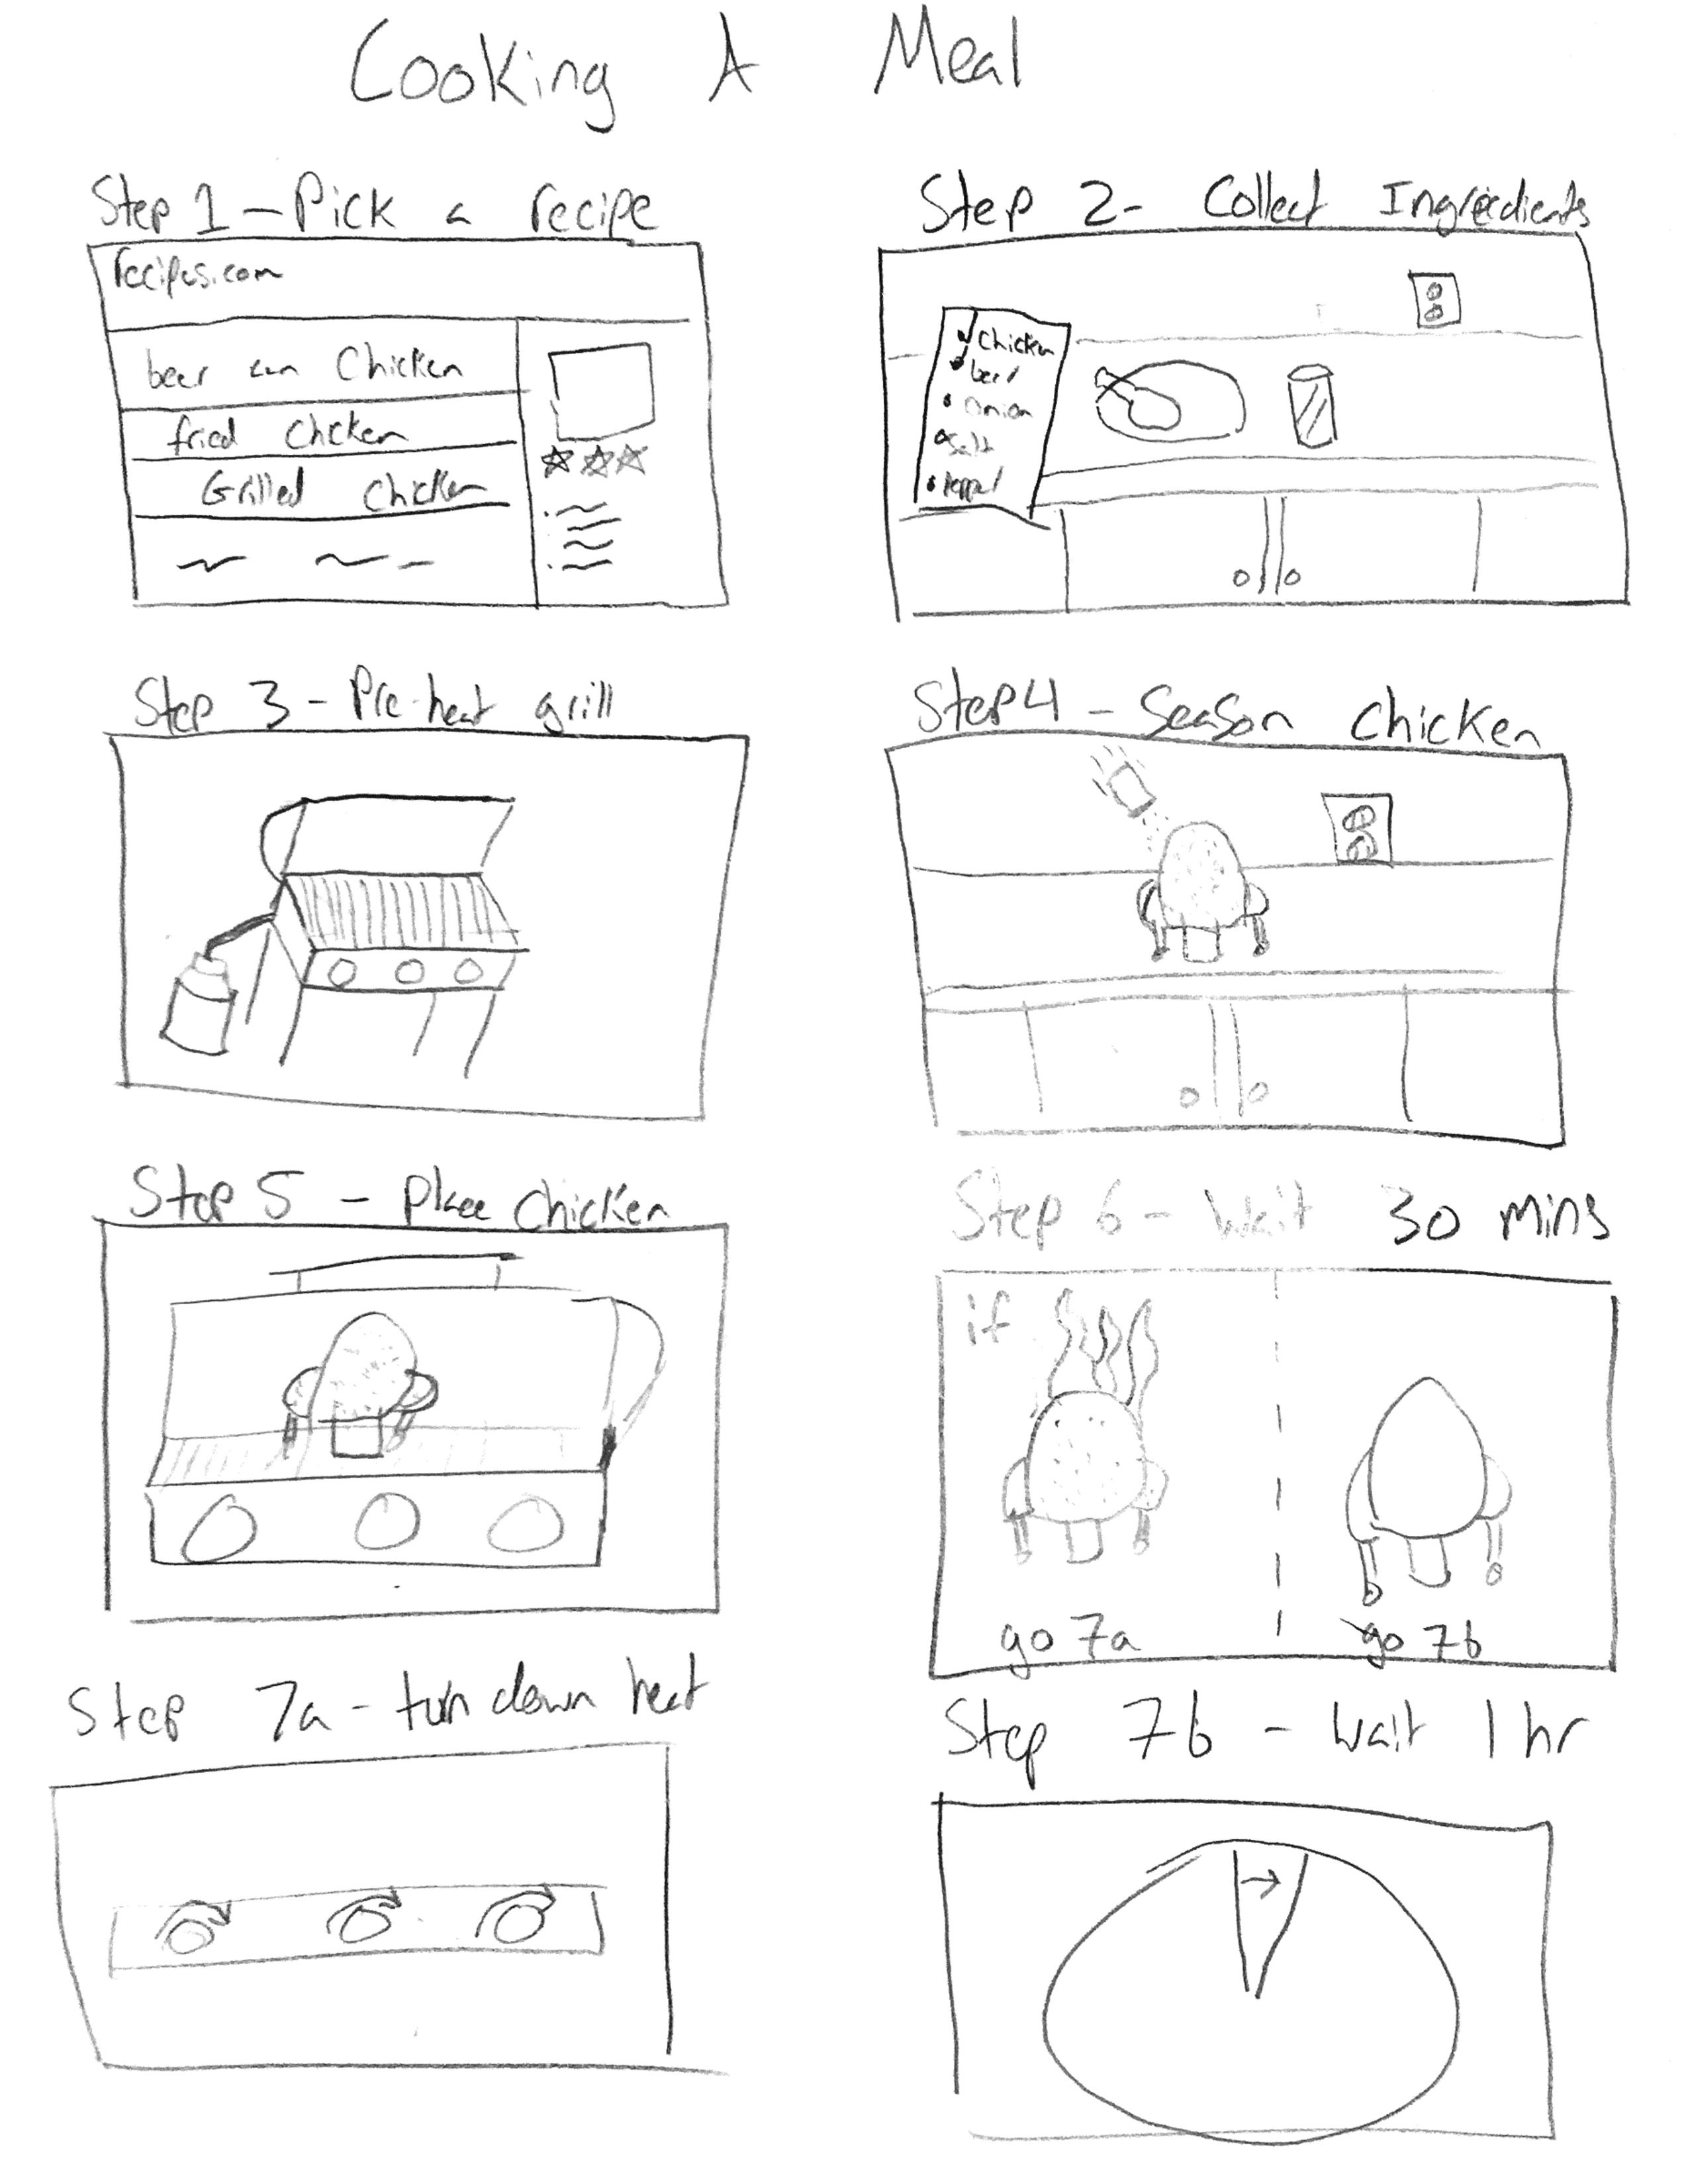 Cooking A Meal
Step 1 - Pick a recipe
recipes.com
beer can Chicken
fried Chicken
Grilled Chicken
Step 2 - Collect Ingredients
Chicken
beer
Onion
Salt
Pepper
Step 3 - Pre-heat grill
Step 4 - Season Chicken
Step 5 - Place Chicken
Step 6 - Wait 30 mins
if
go 7a
go 7b
Step 7a - turn down heat
Step 7b - Wait 1 hr